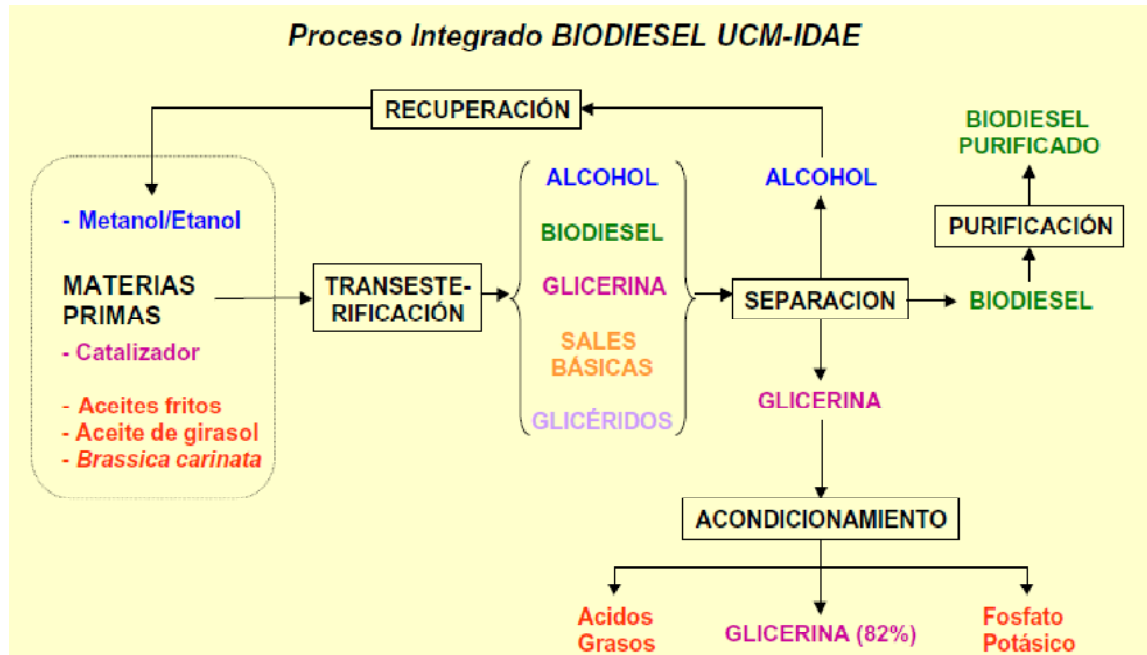 Proceso Integrado BIODIESEL UCM-IDAE
RECUPERACIÓN
- Metanol/Etanol
MATERIAS
PRIMAS
- Catalizador
- Aceites fritos
- Aceite de girasol
- Brassica carinata
TRANSESTE-
RIFICACIÓN
ALCOHOL
BIODIESEL
GLICERINA
SALES
BÁSICAS
GLICÉRIDOS
ALCOHOL
SEPARACION
GLICERINA
BIODIESEL
PURIFICADO
PURIFICACIÓN
BIODIESEL
ACONDICIONAMIENTO
Acidos
Grasos
GLICERINA (82%)
Fosfato
Potásico